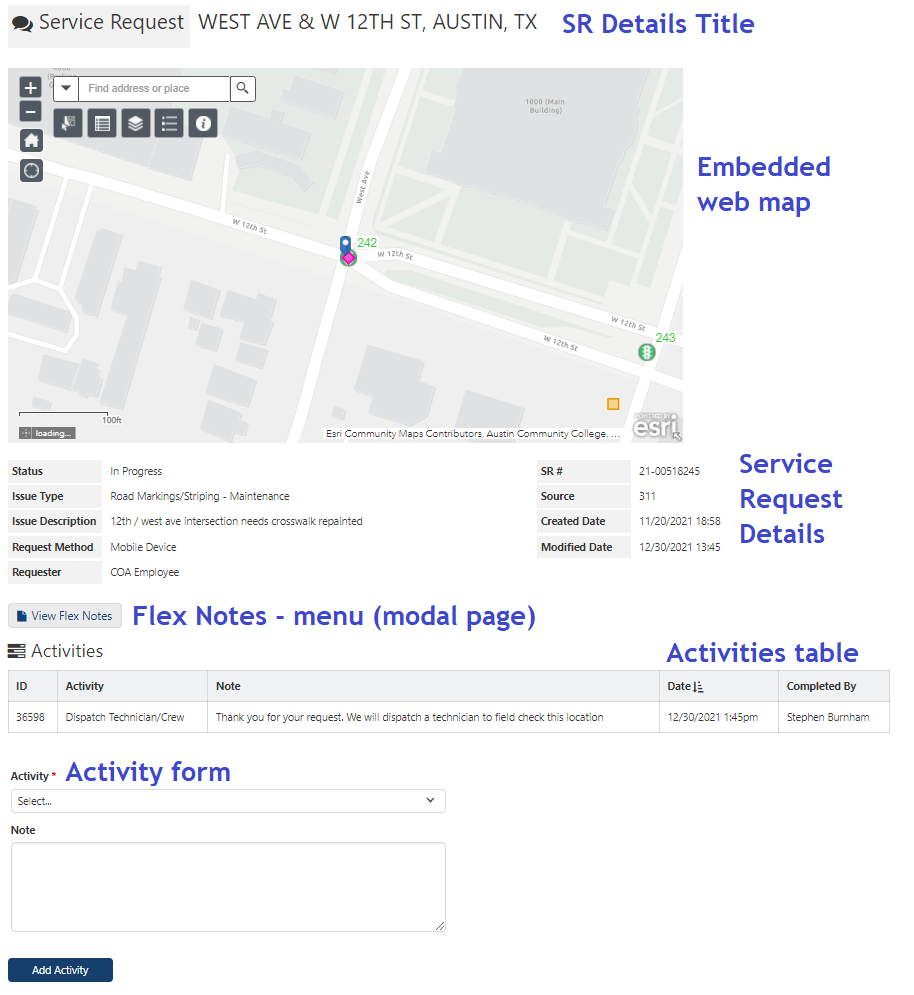 Service Request WEST AVE & W 12TH ST, AUSTIN, TX SR Details Title
Find address or place
1000 (Main
Building)
West Ave
Embedded
web map
W 12th St
242
W 12th St
W 12th St
243
W 12th St
100ft
loading...
Esri Community Maps Contributors, Austin Community College, ...
POWERED BY
esri
Status In Progress SR # 21-00518245
Issue Type Road Markings/Striping - Maintenance Source 311
Issue Description 12th / west ave intersection needs crosswalk repainted Created Date 11/20/2021 18:58
Request Method Mobile Device Modified Date 12/30/2021 13:45
Requester COA Employee
Service
Request
Details
View Flex Notes Flex Notes - menu (modal page)
Activities Activities table
ID Activity Note Date Completed By
36598 Dispatch Technician/Crew Thank you for your request. We will dispatch a technician to field check this location 12/30/2021 1:45pm Stephen Burnham
Activity * Activity form
Select...
Note
Add Activity